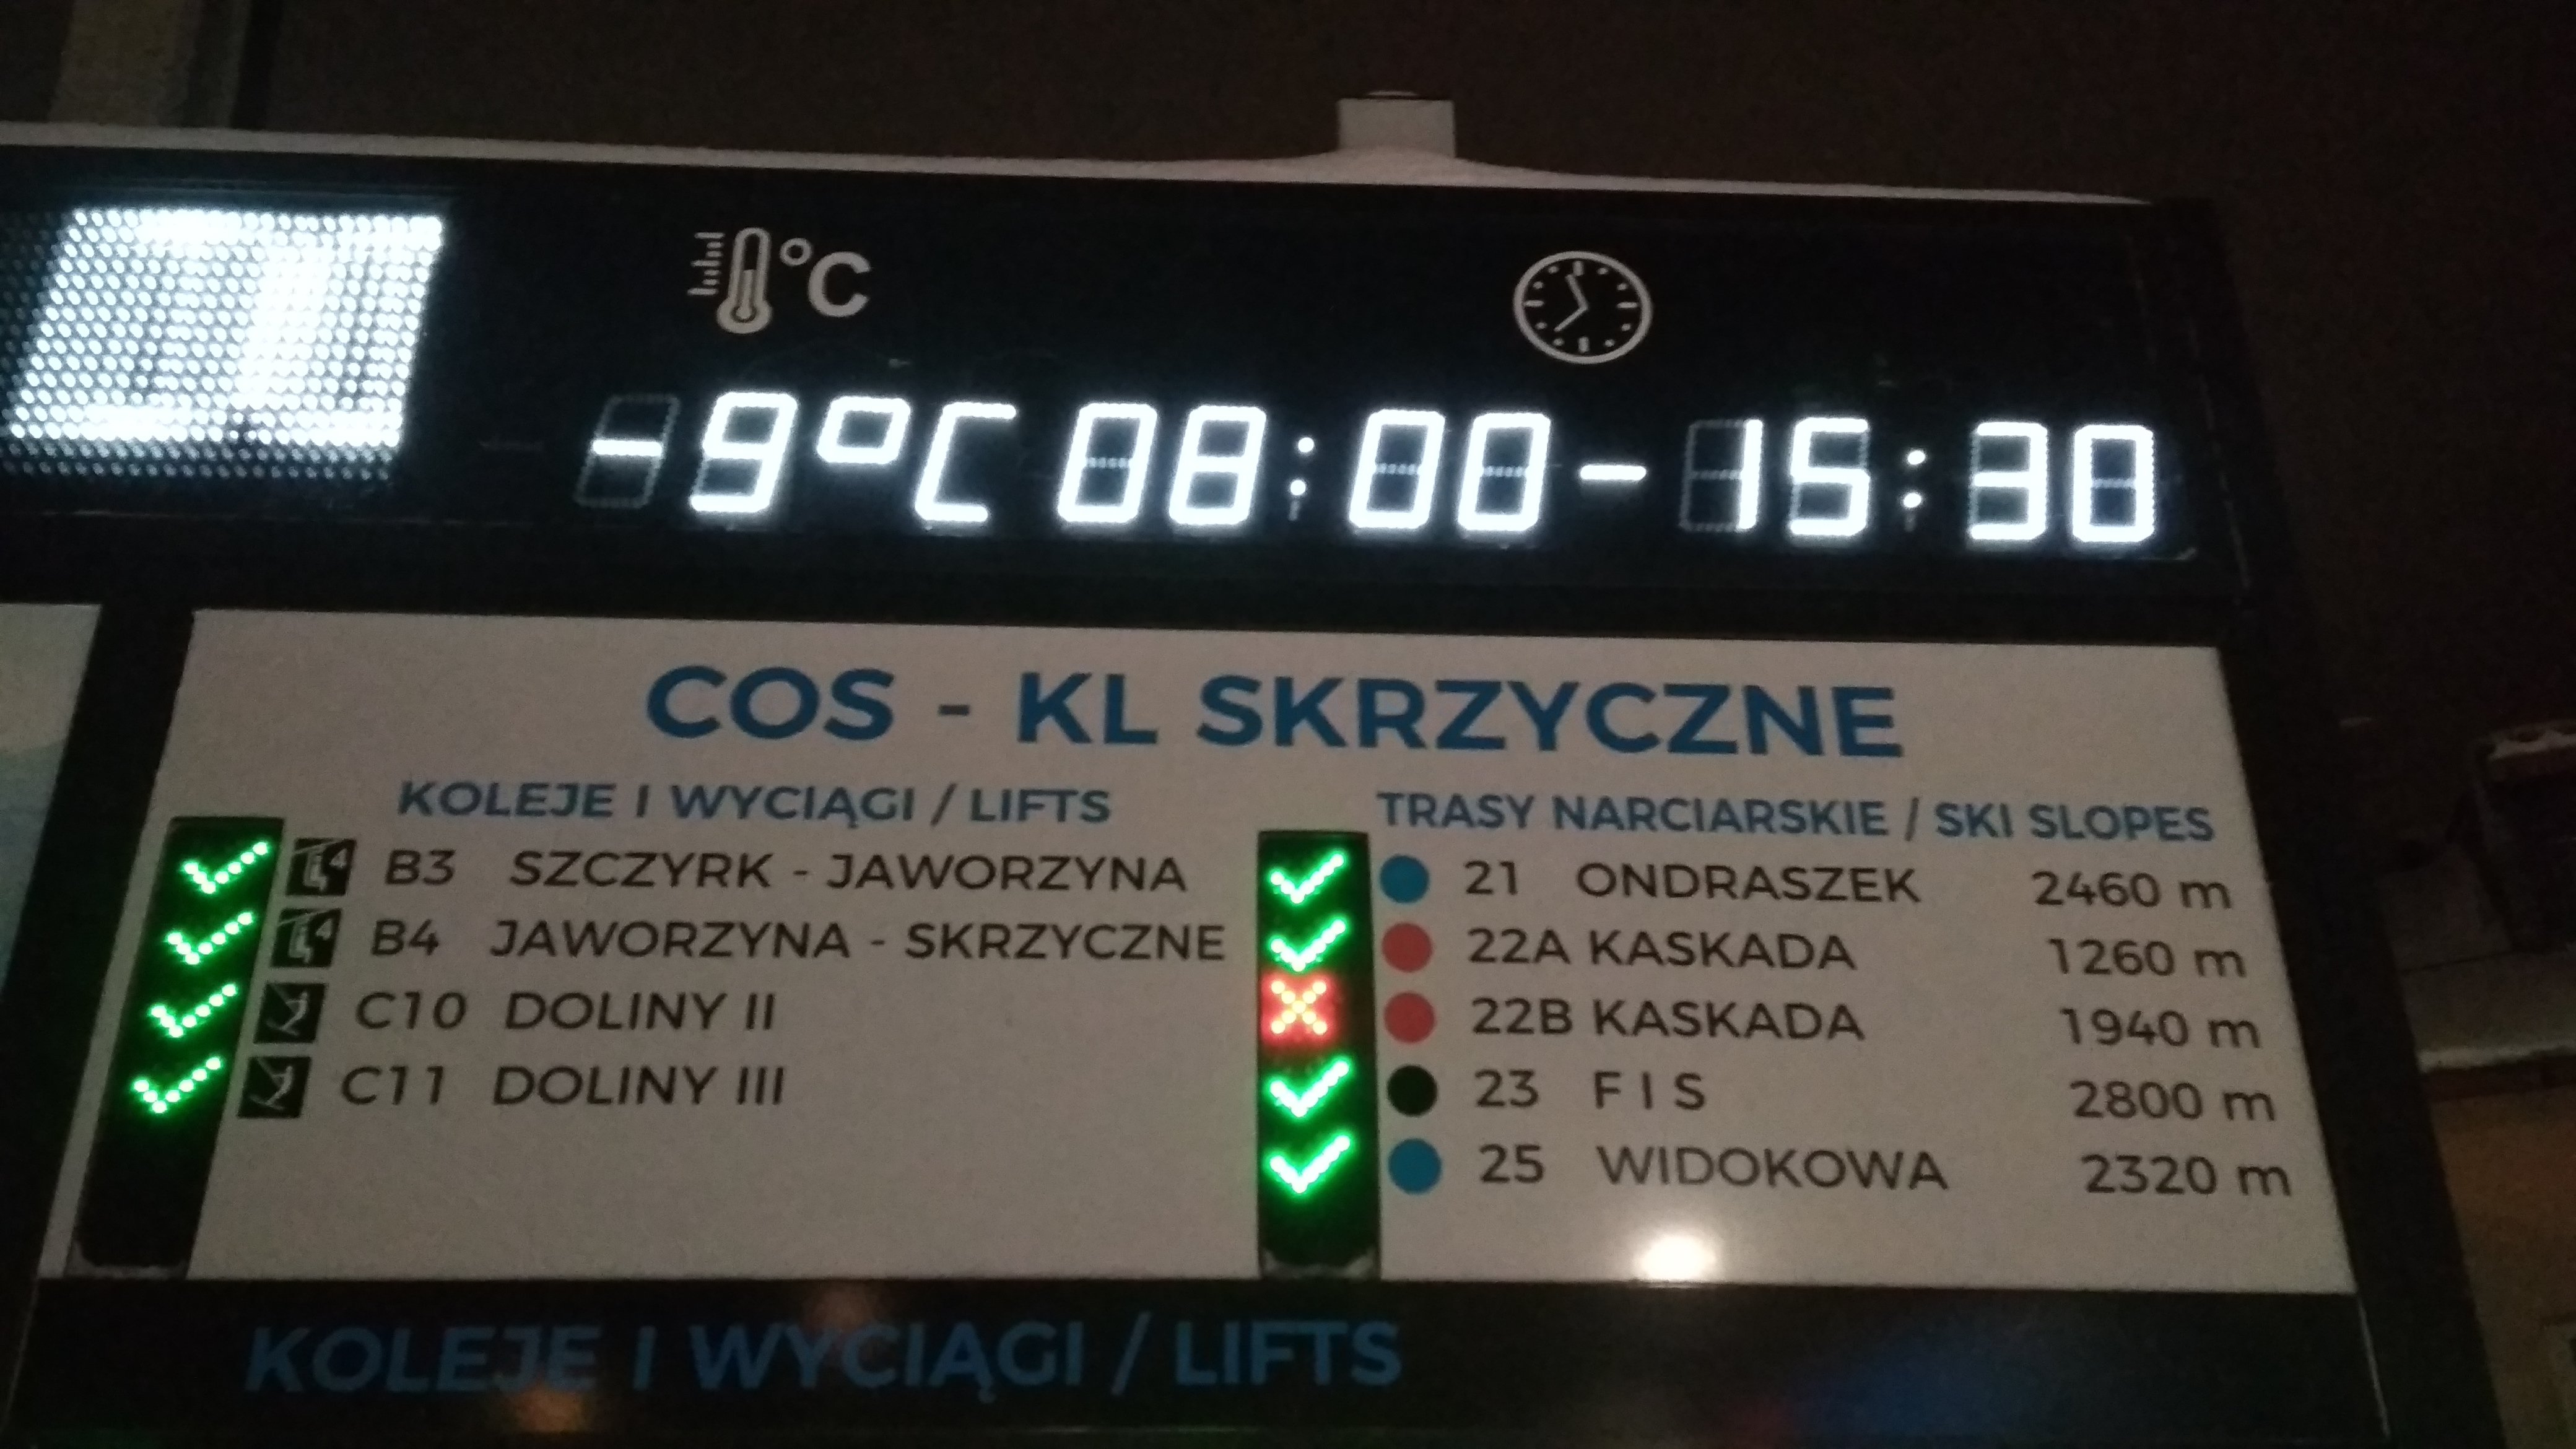 °C
-9°C 08:00-15:30
COS - KL SKRZYCZNE
KOLEJE I WYCIĄGI / LIFTS
B3 SZCZYRK - JAWORZYNA
B4 JAWORZYNA - SKRZYCZNE
C10 DOLINY II
C11 DOLINY III
TRASY NARCIARSKIE / SKI SLOPES
21 ONDRASZEK 2460 m
22A KASKADA 1260 m
22B KASKADA 1940 m
23 F I S 2800 m
25 WIDOKOWA 2320 m
KOLEJE I WYCIĄGI / LIFTS